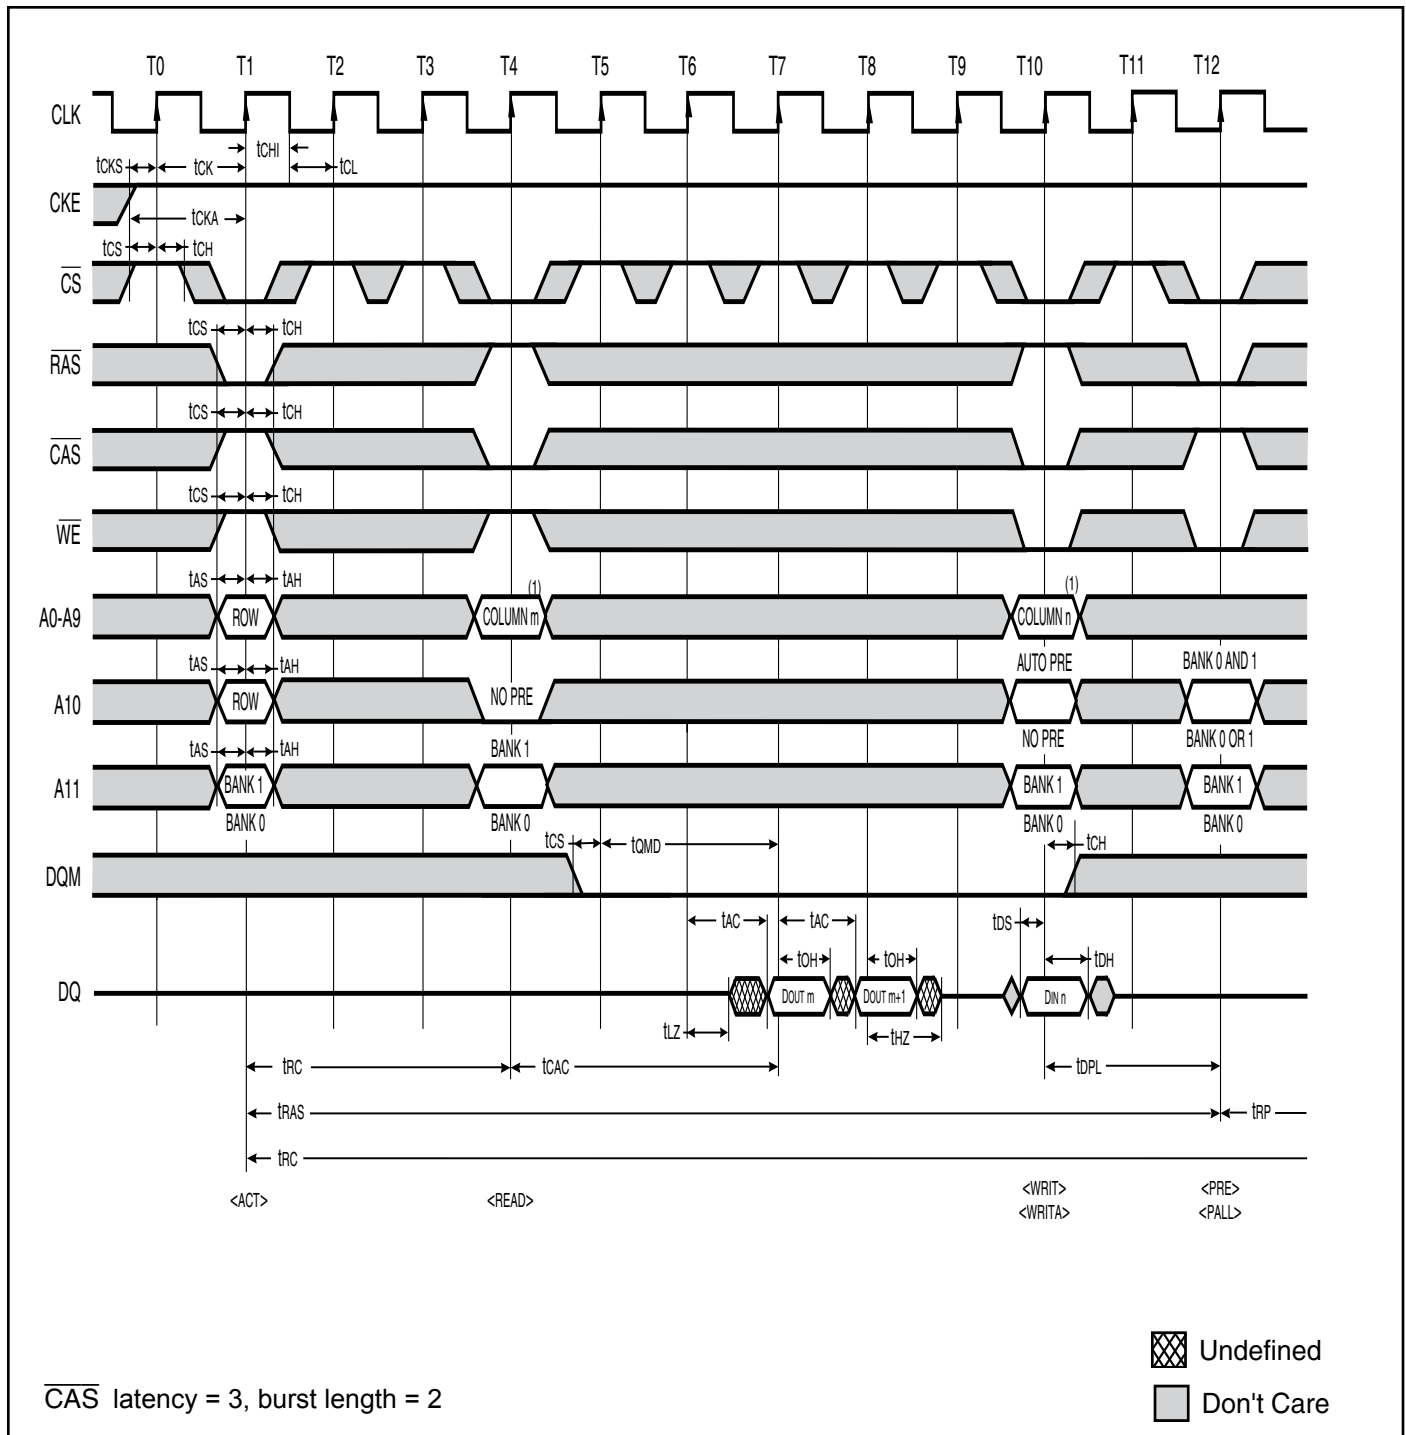 T0 T1 T2 T3 T4 T5 T6 T7 T8 T9 T10 T11 T12
CLK
tCHI
tCKS tCK tCL
CKE
tCKA
tCS tCH
CS
tCS tCH
RAS
tCS tCH
CAS
tCS tCH
WE
tAS tAH (1) (1)
A0-A9 ROW COLUMN m COLUMN n
tAS tAH AUTO PRE BANK 0 AND 1
A10 ROW NO PRE
tAS tAH BANK 1 NO PRE BANK 0 OR 1
A11 BANK 1 BANK 1 BANK 1
BANK 0 BANK 0 BANK 0 BANK 0
tCS tQMD tCH
DQM
tAC tAC tDS
tOH tOH tDH
DQ DOUT m DOUT m+1 DIN n
tLZ tHZ
tRC tCAC tDPL
tRAS tRP
tRC
<ACT> <READ> <WRIT> <PRE>
<WRITA> <PALL>
Undefined
CAS latency = 3, burst length = 2
Don't Care